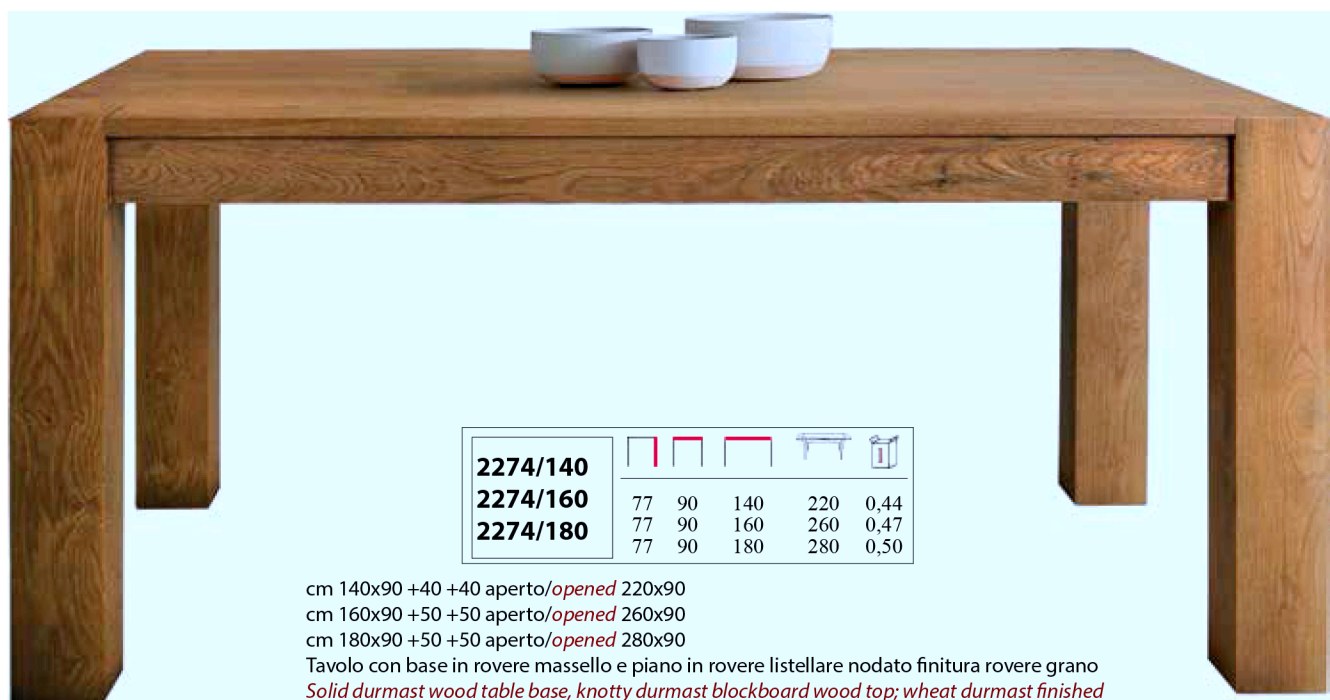 2274/140
2274/160
2274/180
77 90 140 220 0,44
77 90 160 260 0,47
77 90 180 280 0,50
cm 140x90 +40 +40 aperto/opened 220x90
cm 160x90 +50 +50 aperto/opened 260x90
cm 180x90 +50 +50 aperto/opened 280x90
Tavolo con base in rovere massello e piano in rovere listellare nodato finitura rovere grano
Solid durmast wood table base, knotty durmast blockboard wood top; wheat durmast finished